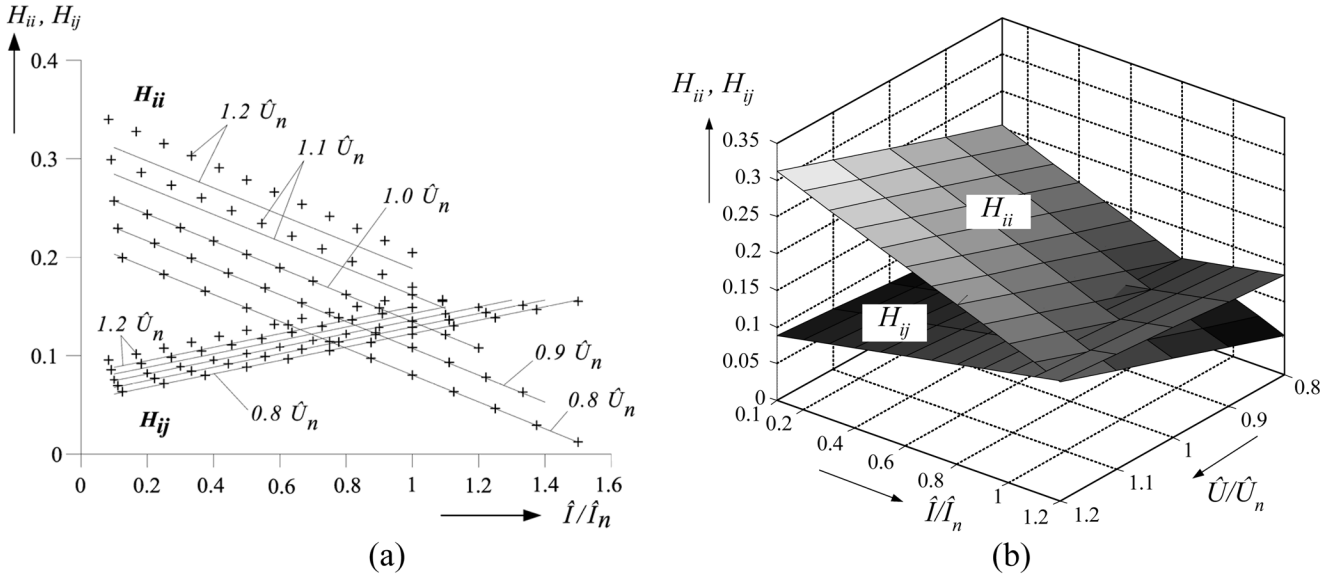 H_ii, H_ij
0.4
0.3
0.2
0.1
0
H_ii
1.2 Û_n
1.1 Û_n
1.0 Û_n
1.2 Û_n
H_ij
0.8 Û_n
0.9 Û_n
0.8 Û_n
0 0.2 0.4 0.6 0.8 1 1.2 1.4 1.6
Î/Î_n
(a)
H_ii, H_ij
0.35
0.3
0.25
0.2
0.15
0.1
0.05
0
H_ii
H_ij
0.1 0.2 0.4 0.6 0.8 1 1.2
Î/Î_n
1.2 1.1 1 0.9 0.8
Û/Û_n
(b)